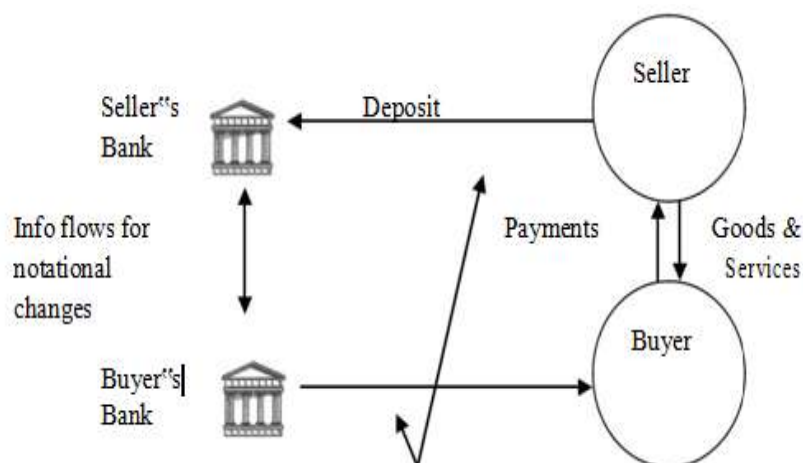 Seller
Seller‟s
Bank
Deposit
Info flows for
notational
changes
Payments
Goods &
Services
Buyer
Buyer‟s
Bank